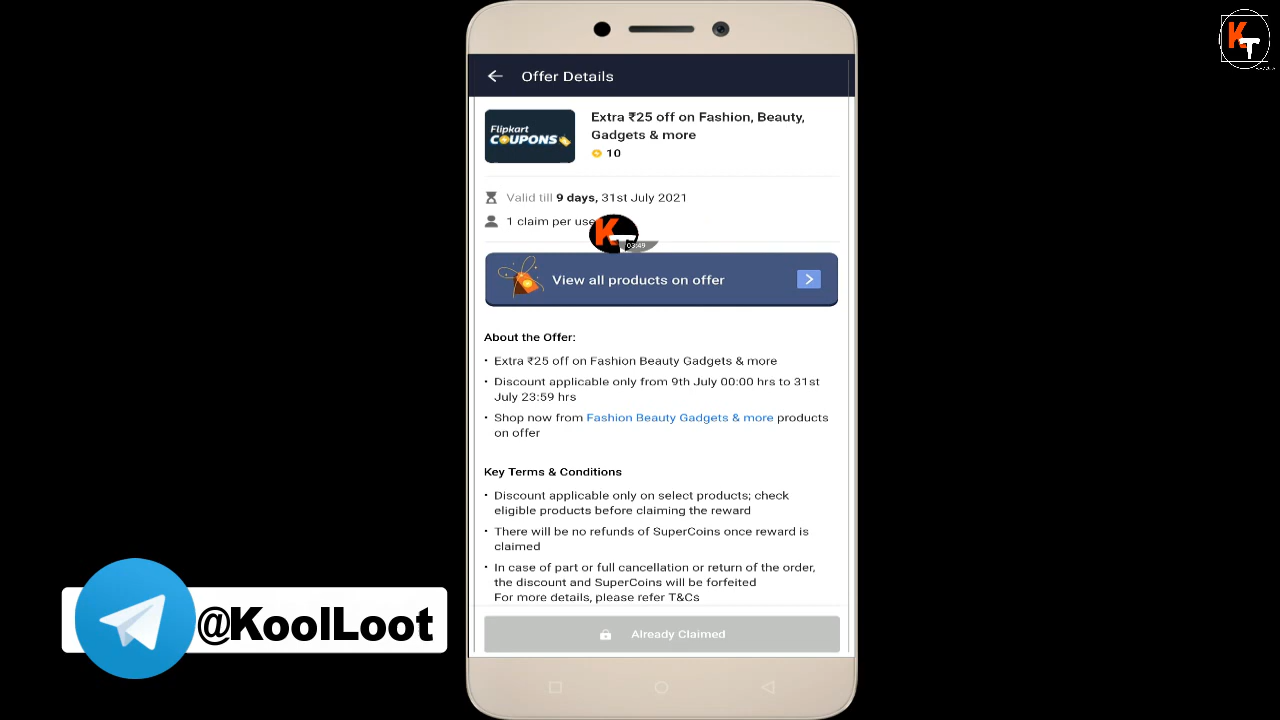 KT
Offer Details
Flipkart
COUPONS
Extra ₹25 off on Fashion, Beauty,
Gadgets & more
10
Valid till 9 days, 31st July 2021
1 claim per use
KT
03:49
View all products on offer
About the Offer:
• Extra ₹25 off on Fashion Beauty Gadgets & more
• Discount applicable only from 9th July 00:00 hrs to 31st
July 23:59 hrs
• Shop now from Fashion Beauty Gadgets & more products
on offer
Key Terms & Conditions
• Discount applicable only on select products; check
eligible products before claiming the reward
• There will be no refunds of SuperCoins once reward is
claimed
• In case of part or full cancellation or return of the order,
the discount and SuperCoins will be forfeited
For more details, please refer T&Cs
Already Claimed
@KoolLoot